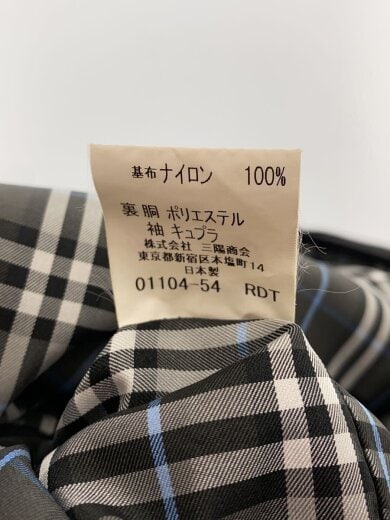 基布 ナイロン 100%
裏 胴 ポリエステル
袖 キュプラ
株式会社 三陽商会
東京都新宿区本塩町14
日本製
01104-54 RDT